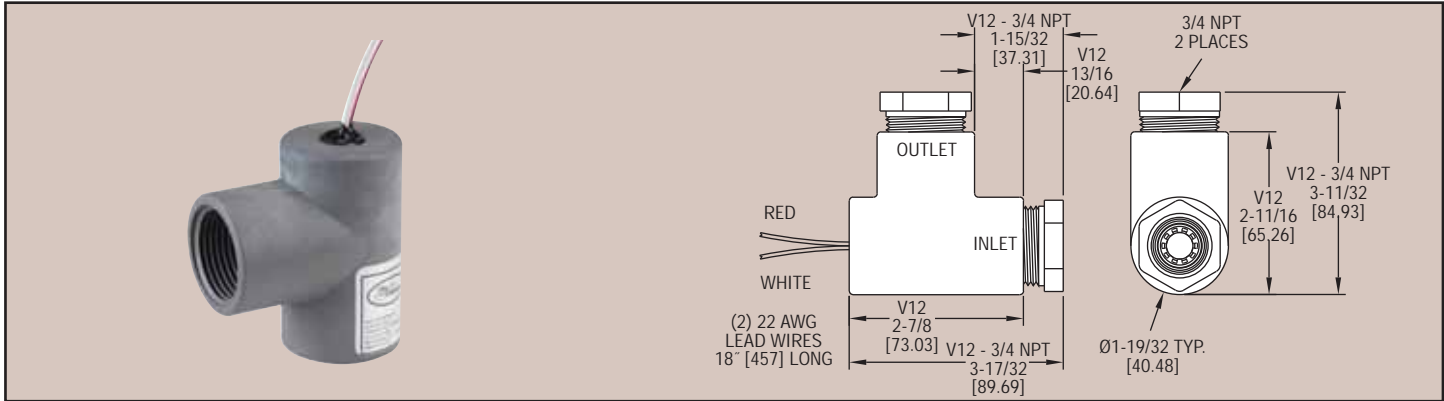 V12 - 3/4 NPT
1-15/32
[37.31]
V12
13/16
[20.64]
3/4 NPT
2 PLACES
OUTLET
INLET
RED
WHITE
(2) 22 AWG
LEAD WIRES
18˝ [457] LONG
V12
2-7/8
[73.03]
V12 - 3/4 NPT
3-17/32
[89.69]
V12
2-11/16
[65.26]
V12 - 3/4 NPT
3-11/32
[84.93]
Ø1-19/32 TYP.
[40.48]